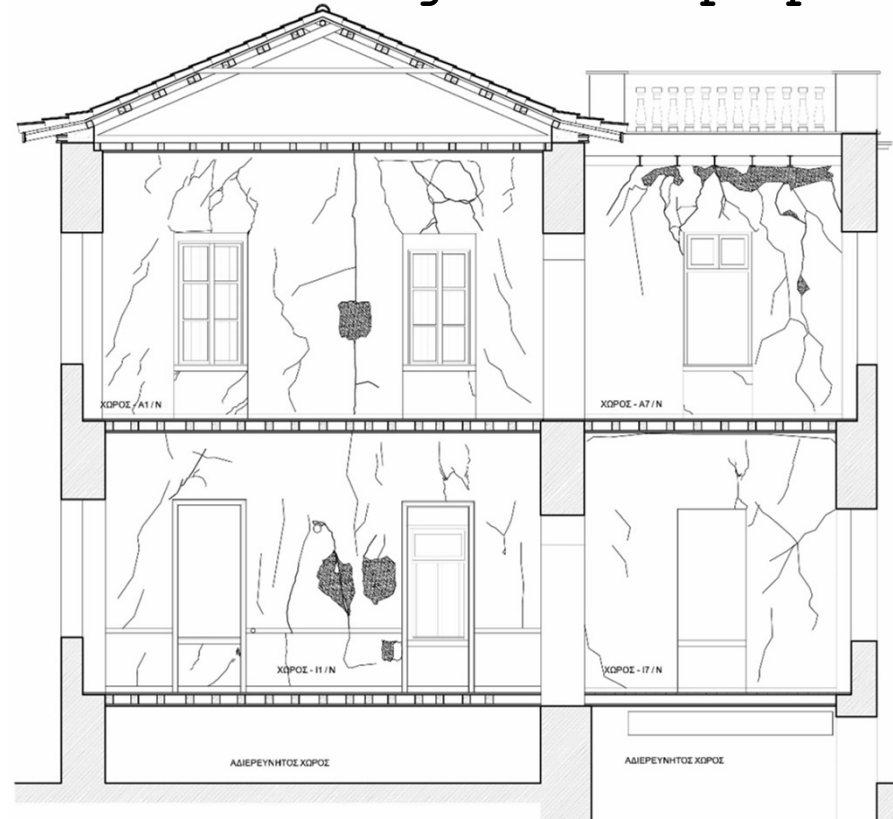 ΧΩΡΟΣ - Α1 / Ν
ΧΩΡΟΣ - Α7 / Ν
ΧΩΡΟΣ - Ι1 / Ν
ΧΩΡΟΣ - Ι7 / Ν
ΑΔΙΕΡΕΥΝΗΤΟΣ ΧΩΡΟΣ
ΑΔΙΕΡΕΥΝΗΤΟΣ ΧΩΡΟΣ